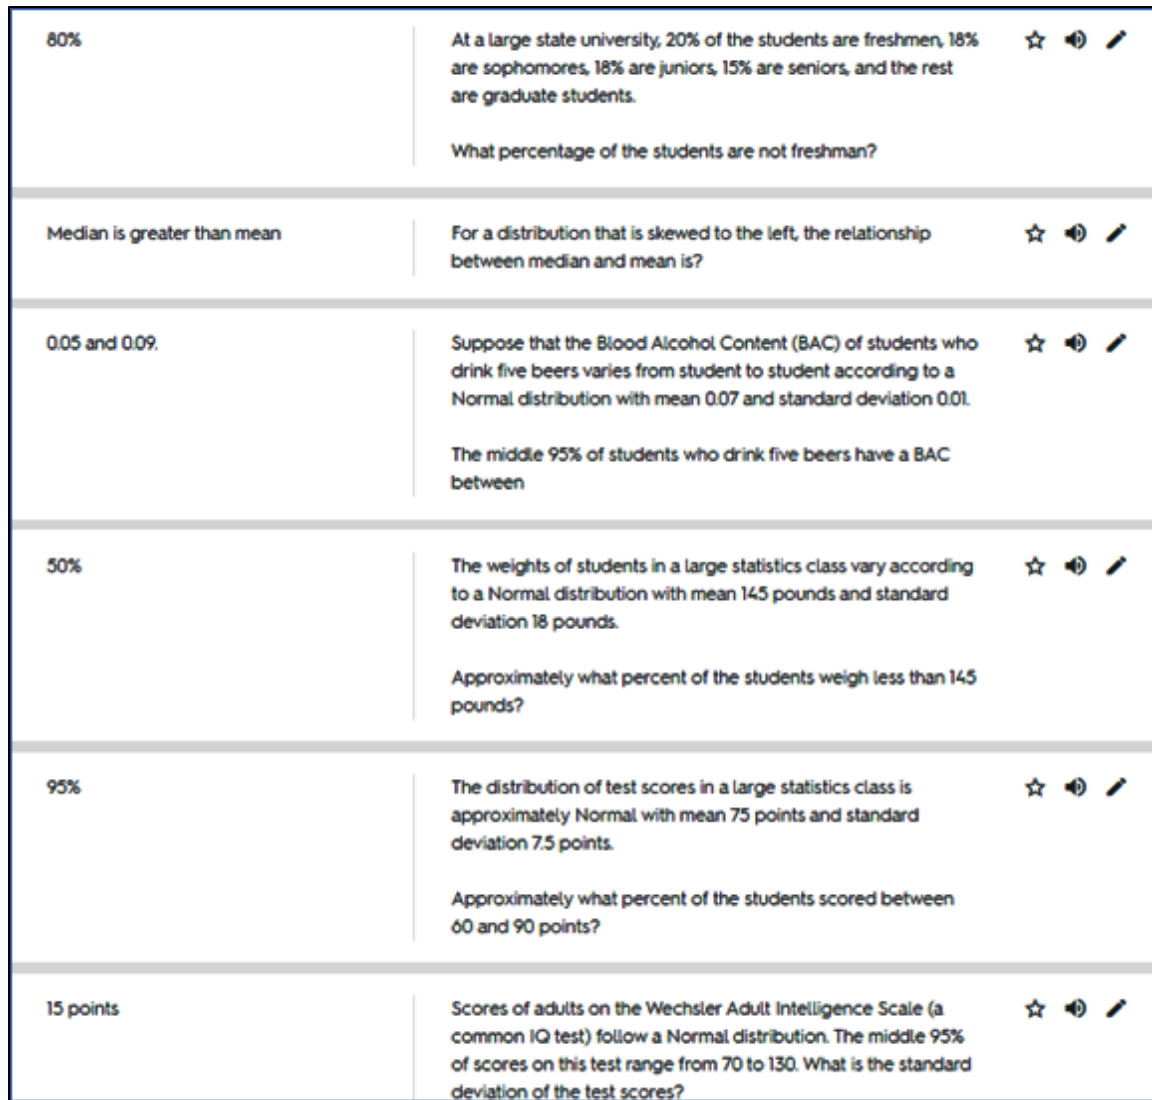 80%
At a large state university, 20% of the students are freshmen, 18%
are sophomores, 18% are juniors, 15% are seniors, and the rest
are graduate students.
What percentage of the students are not freshman?
Median is greater than mean
For a distribution that is skewed to the left, the relationship
between median and mean is?
0.05 and 0.09.
Suppose that the Blood Alcohol Content (BAC) of students who
drink five beers varies from student to student according to a
Normal distribution with mean 0.07 and standard deviation 0.01.
The middle 95% of students who drink five beers have a BAC
between
50%
The weights of students in a large statistics class vary according
to a Normal distribution with mean 145 pounds and standard
deviation 18 pounds.
Approximately what percent of the students weigh less than 145
pounds?
95%
The distribution of test scores in a large statistics class is
approximately Normal with mean 75 points and standard
deviation 7.5 points.
Approximately what percent of the students scored between
60 and 90 points?
15 points
Scores of adults on the Wechsler Adult Intelligence Scale (a
common IQ test) follow a Normal distribution. The middle 95%
of scores on this test range from 70 to 130. What is the standard
deviation of the test scores?